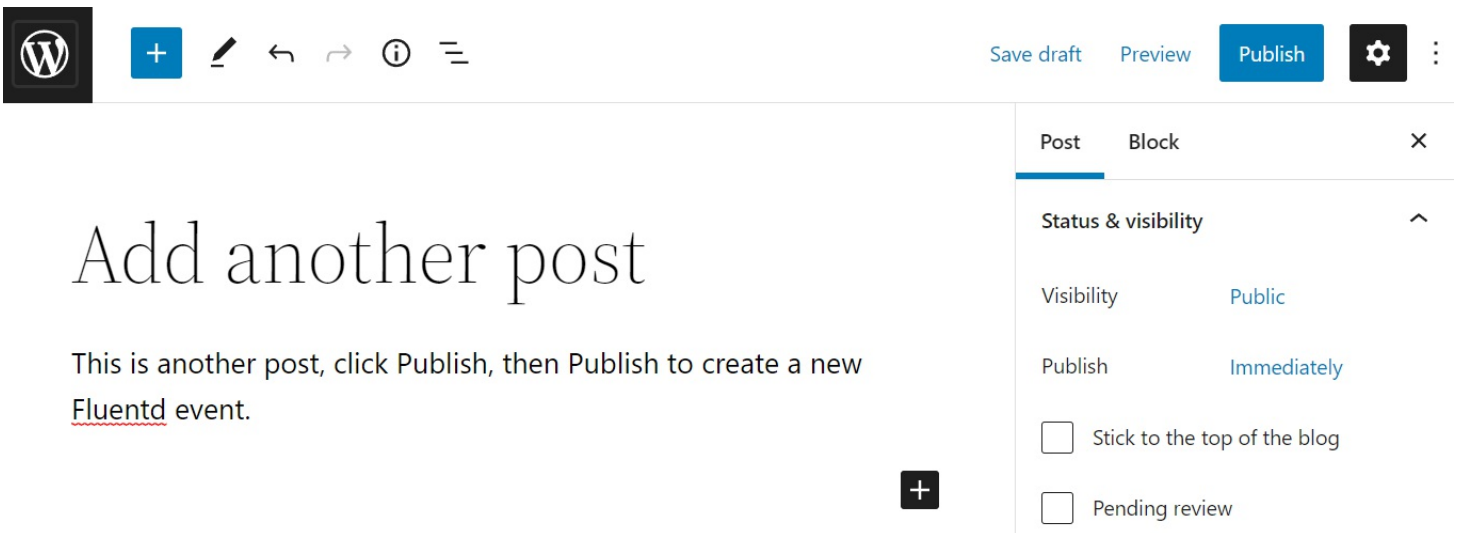 Save draft Preview Publish
Post Block
Status & visibility
Add another post
Visibility Public
This is another post, click Publish, then Publish to create a new
Fluentd event.
Publish Immediately
Stick to the top of the blog
Pending review